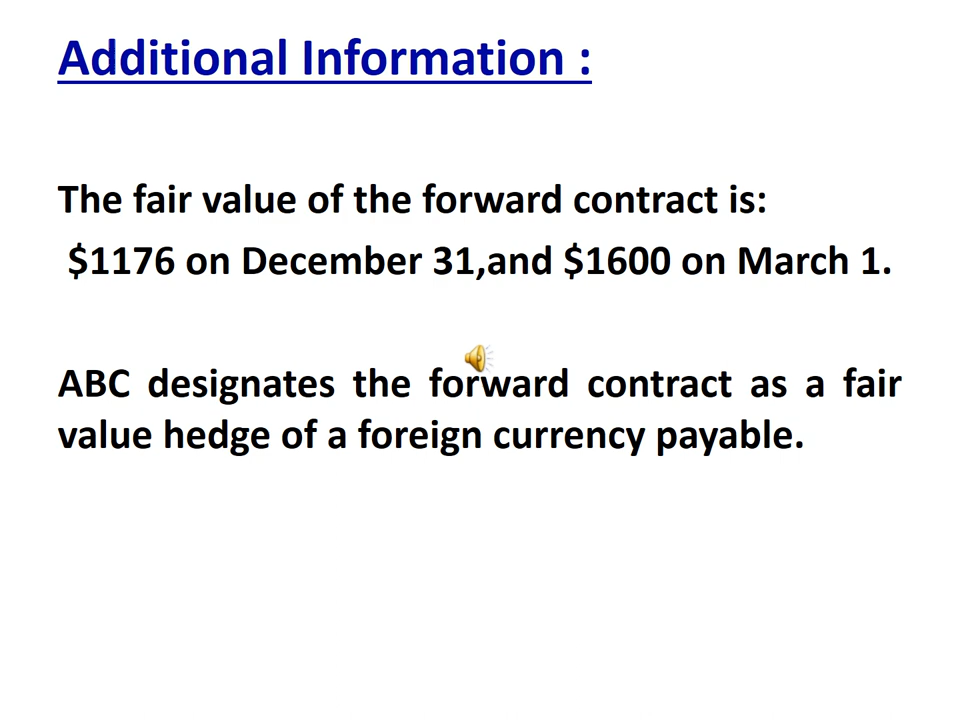 Additional Information :
The fair value of the forward contract is:
$1176 on December 31,and $1600 on March 1.
ABC designates the forward contract as a fair
value hedge of a foreign currency payable.